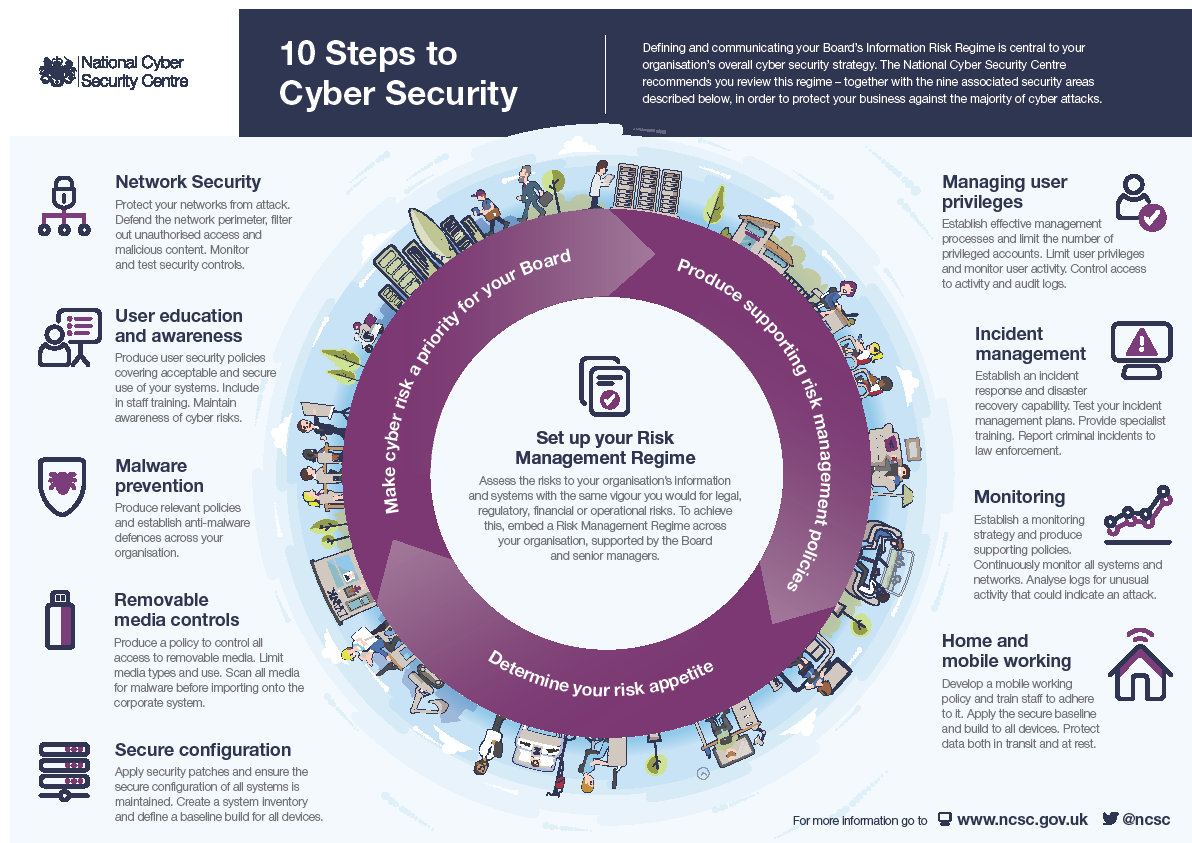 National Cyber
Security Centre
10 Steps to
Cyber Security
Defining and communicating your Board's Information Risk Regime is central to your
organisation's overall cyber security strategy. The National Cyber Security Centre
recommends you review this regime – together with the nine associated security areas
described below, in order to protect your business against the majority of cyber attacks.
Network Security
Protect your networks from attack.
Defend the network perimeter, filter
out unauthorised access and
malicious content. Monitor
and test security controls.
User education
and awareness
Produce user security policies
covering acceptable and secure
use of your systems. Include
in staff training. Maintain
awareness of cyber risks.
Malware
prevention
Produce relevant policies
and establish anti-malware
defences across your
organisation.
Removable
media controls
Produce a policy to control all
access to removable media. Limit
media types and use. Scan all media
for malware before importing onto the
corporate system.
Secure configuration
Apply security patches and ensure the
secure configuration of all systems is
maintained. Create a system inventory
and define a baseline build for all devices.
Make cyber risk a priority for your Board
Produce supporting risk management policies
Determine your risk appetite
Set up your Risk
Management Regime
Assess the risks to your organisation's information
and systems with the same vigour you would for legal,
regulatory, financial or operational risks. To achieve
this, embed a Risk Management Regime across
your organisation, supported by the Board
and senior managers.
Managing user
privileges
Establish effective management
processes and limit the number of
privileged accounts. Limit user privileges
and monitor user activity. Control access
to activity and audit logs.
Incident
management
Establish an incident
response and disaster
recovery capability. Test your incident
management plans. Provide specialist
training. Report criminal incidents to
law enforcement.
Monitoring
Establish a monitoring
strategy and produce
supporting policies.
Continuously monitor all systems and
networks. Analyse logs for unusual
activity that could indicate an attack.
Home and
mobile working
Develop a mobile working
policy and train staff to adhere
to it. Apply the secure baseline
and build to all devices. Protect
data both in transit and at rest.
For more information go to www.ncsc.gov.uk @ncsc